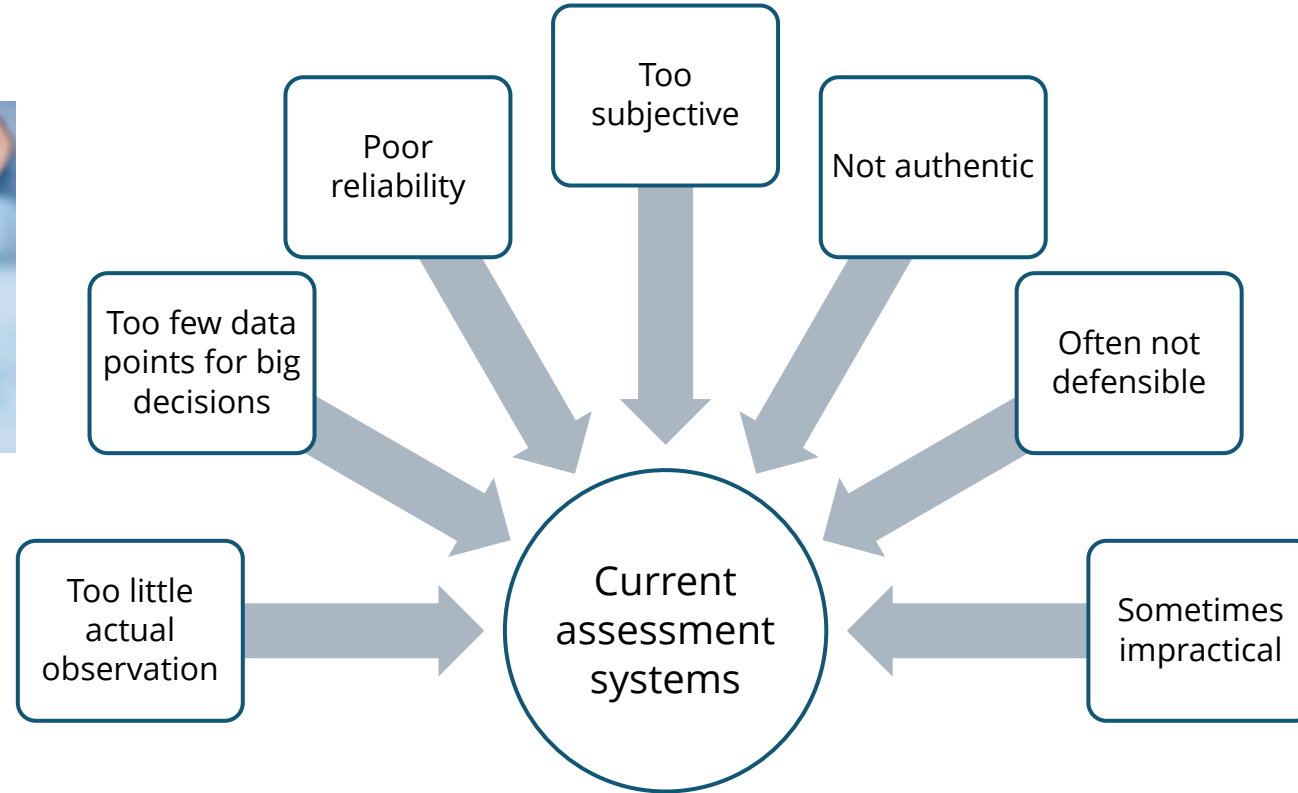 Too
subjective
Poor
reliability
Not authentic
Too few data
points for big
decisions
Often not
defensible
Too little
actual
observation
Current
assessment
systems
Sometimes
impractical